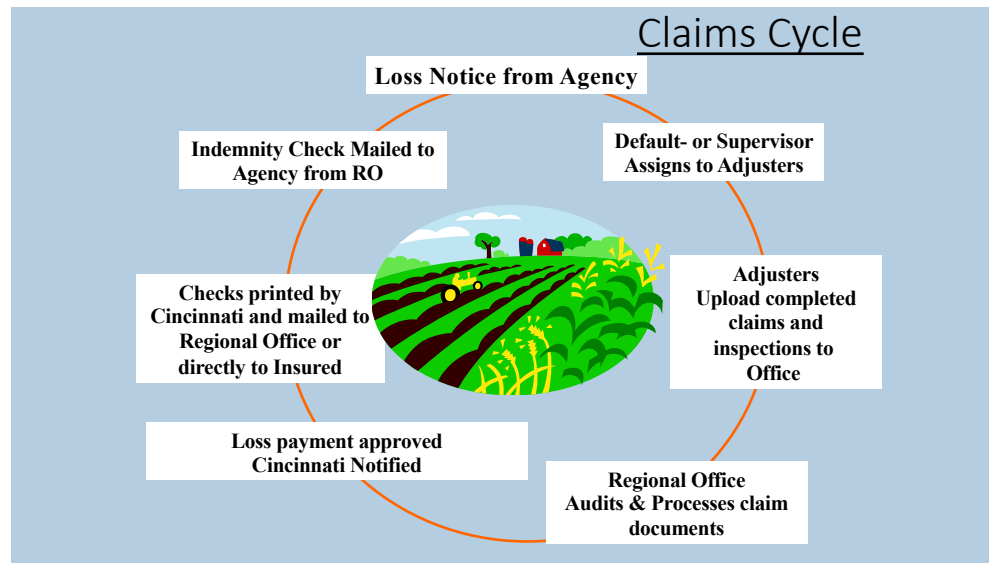 Claims Cycle
Loss Notice from Agency
Default- or Supervisor
Assigns to Adjusters
Adjusters
Upload completed
claims and
inspections to
Office
Regional Office
Audits & Processes claim
documents
Loss payment approved
Cincinnati Notified
Checks printed by
Cincinnati and mailed to
Regional Office or
directly to Insured
Indemnity Check Mailed to
Agency from RO